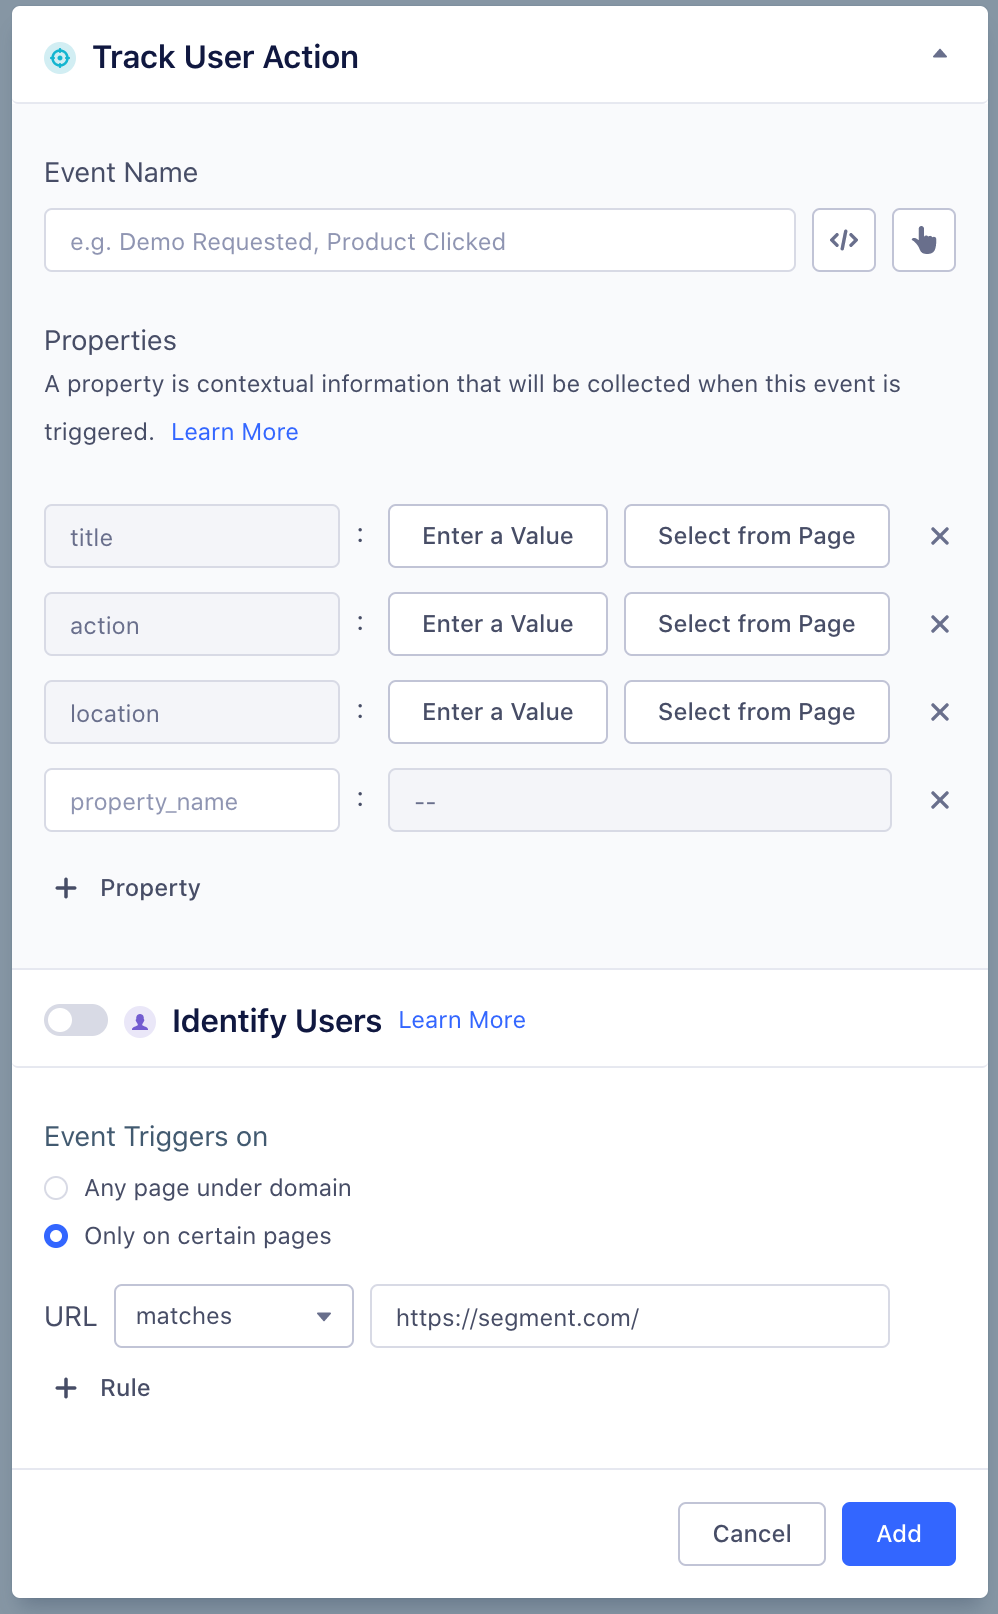 Track User Action
Event Name
e.g. Demo Requested, Product Clicked
</>
Properties
A property is contextual information that will be collected when this event is
triggered. Learn More
title : Enter a Value Select from Page
action : Enter a Value Select from Page
location : Enter a Value Select from Page
property_name : --
+ Property
Identify Users Learn More
Event Triggers on
Any page under domain
Only on certain pages
URL matches https://segment.com/
+ Rule
Cancel Add